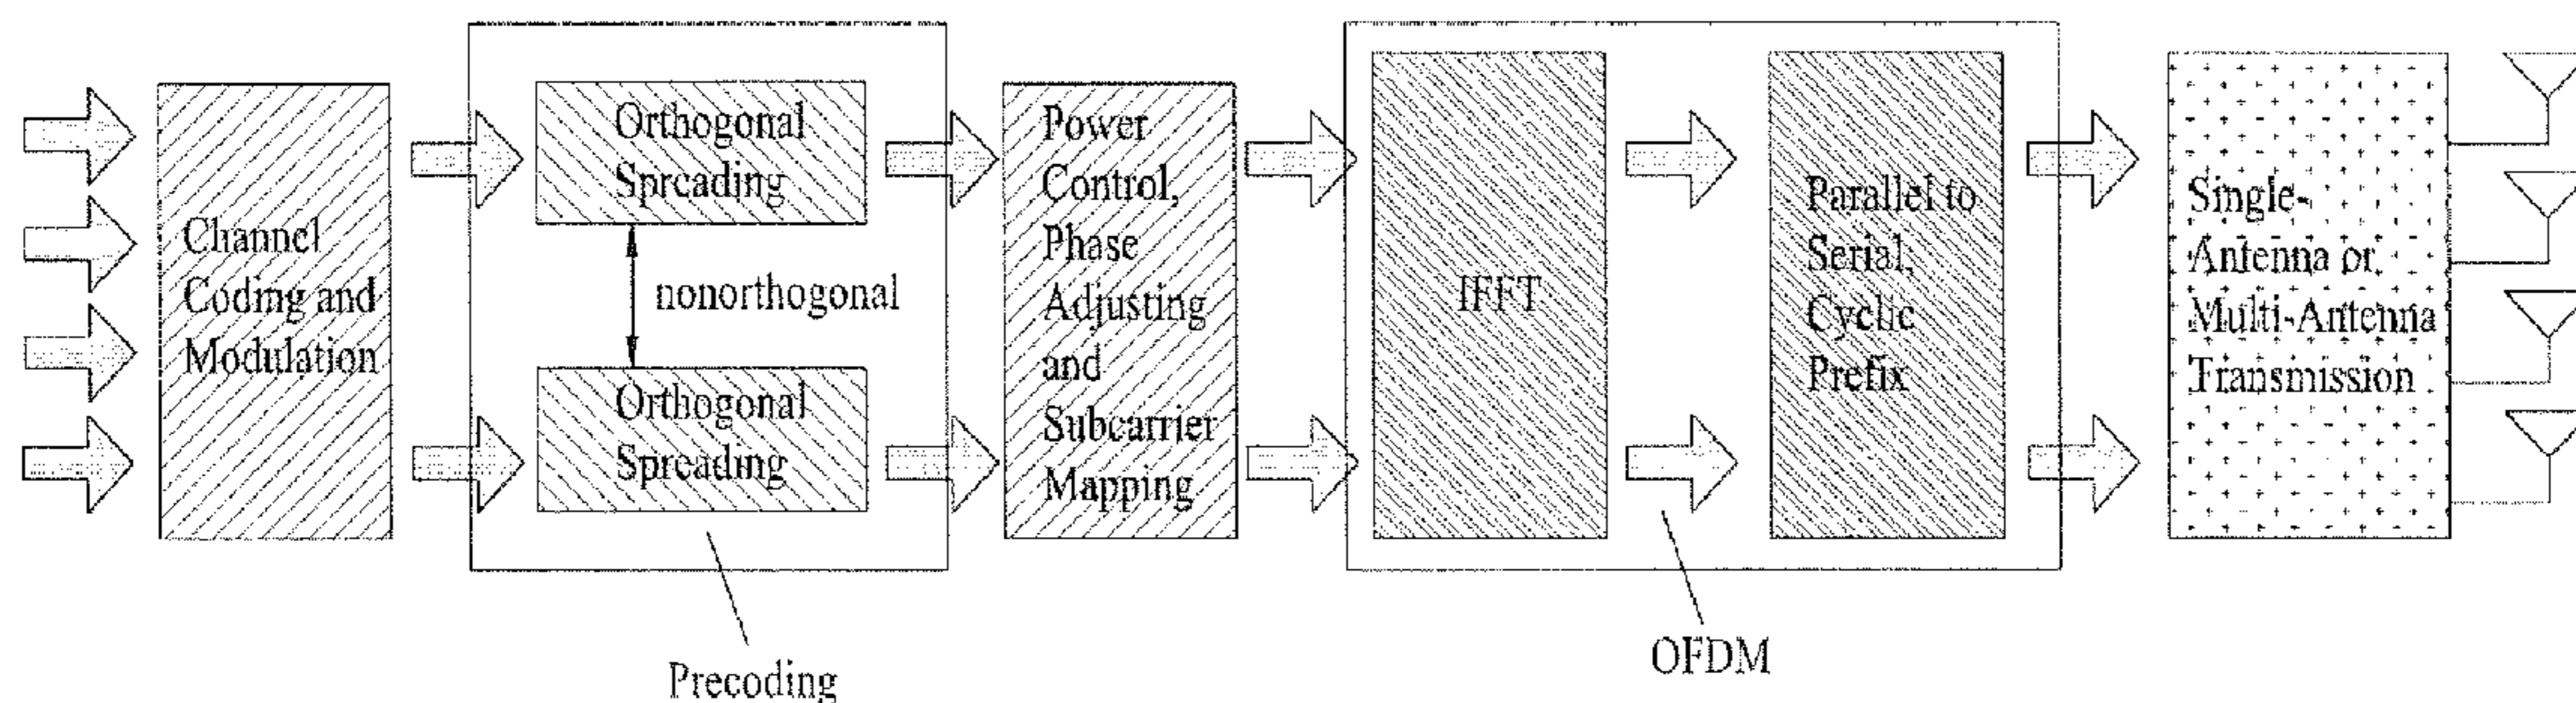 Channel
Coding and
Modulation
Orthogonal
Spreading
nonorthogonal
Orthogonal
Spreading
Precoding
Power
Control,
Phase
Adjusting
and
Subcarrier
Mapping
IFFT
Parallel to
Serial,
Cyclic
Prefix
OFDM
Single-
Antenna or
Multi-Antenna
Transmission